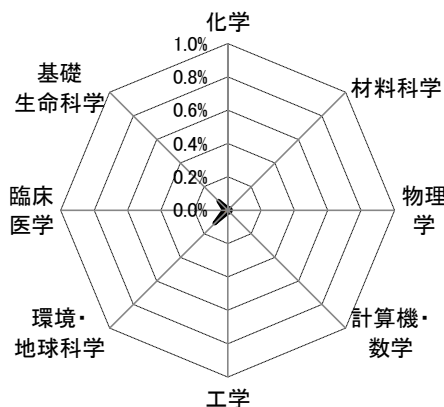 化学
材料科学
物理
学
計算機・
数学
工学
環境・
地球科学
臨床
医学
基礎
生命科学
1.0%
0.8%
0.6%
0.4%
0.2%
0.0%